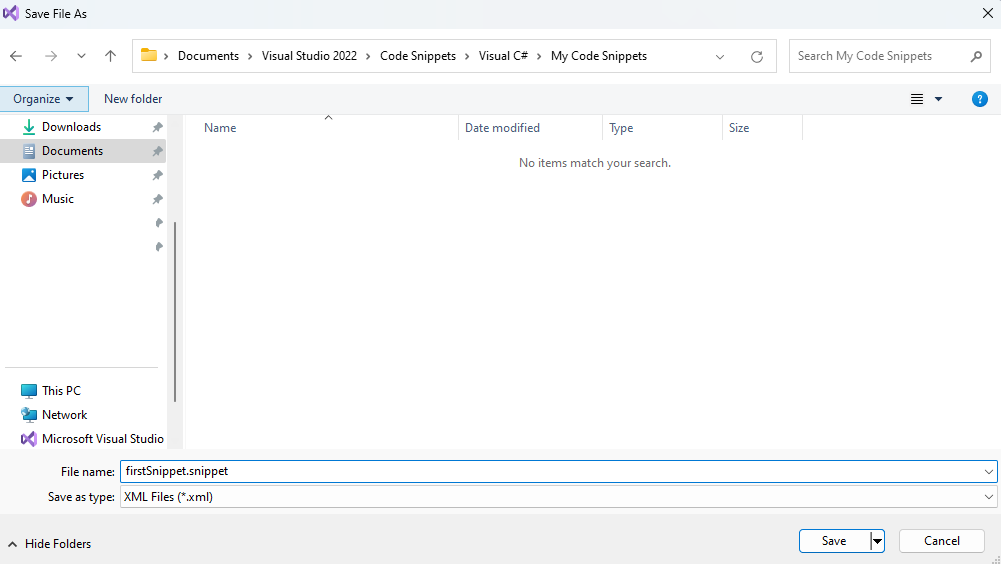 Save File As
Documents Visual Studio 2022 Code Snippets Visual C# My Code Snippets Search My Code Snippets
Organize New folder ?
Name Date modified Type Size
Downloads
Documents
Pictures
Music
No items match your search.
This PC
Network
Microsoft Visual Studio
File name: firstSnippet.snippet
Save as type: XML Files (*.xml)
Hide Folders Save Cancel